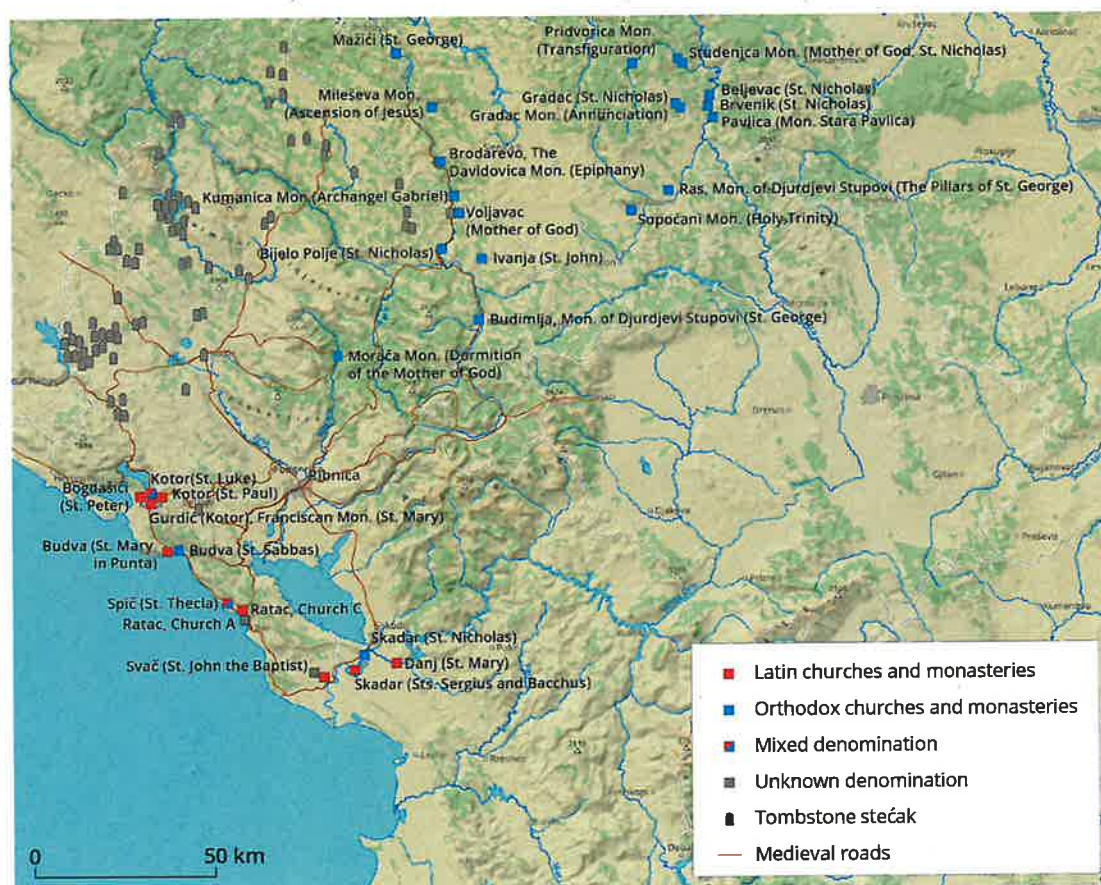 Mažići (St. George)
Pridvorica Mon.
(Transfiguration)
Studenica Mon. (Mother of God, St. Nicholas)
Mileševa Mon.
(Ascension of Jesus)
Gradac (St. Nicholas)
Gradac Mon. (Annunciation)
Beljevac (St. Nicholas)
Brvenik (St. Nicholas)
Pavlica (Mon. Stara Pavlica)
Prokuplje
Brodarevo, The
Davidovica Mon. (Epiphany)
Kumanica Mon. (Archangel Gabriel)
Ras, Mon. of Djurdjevi Stupovi (The Pillars of St. George)
Voljavac
(Mother of God)
Sopoćani Mon. (Holy Trinity)
Bijelo Polje (St. Nicholas)
Ivanja (St. John)
Budimlja, Mon. of Djurdjevi Stupovi (St. George)
Morača Mon. (Dormition
of the Mother of God)
Ribnica
Kotor(St. Luke)
Bogdašići
(St. Peter)
Kotor (St. Paul)
Gurdić (Kotor), Franciscan Mon. (St. Mary)
Budva (St. Mary
in Punta)
Budva (St. Sabbas)
Spič (St. Thecla)
Ratac, Church C
Ratac, Church A
Skadar (St. Nicholas)
Svač (St. John the Baptist)
Danj (St. Mary)
Skadar (Sts. Sergius and Bacchus)
Latin churches and monasteries
Orthodox churches and monasteries
Mixed denomination
Unknown denomination
Tombstone stećak
Medieval roads
0 50 km